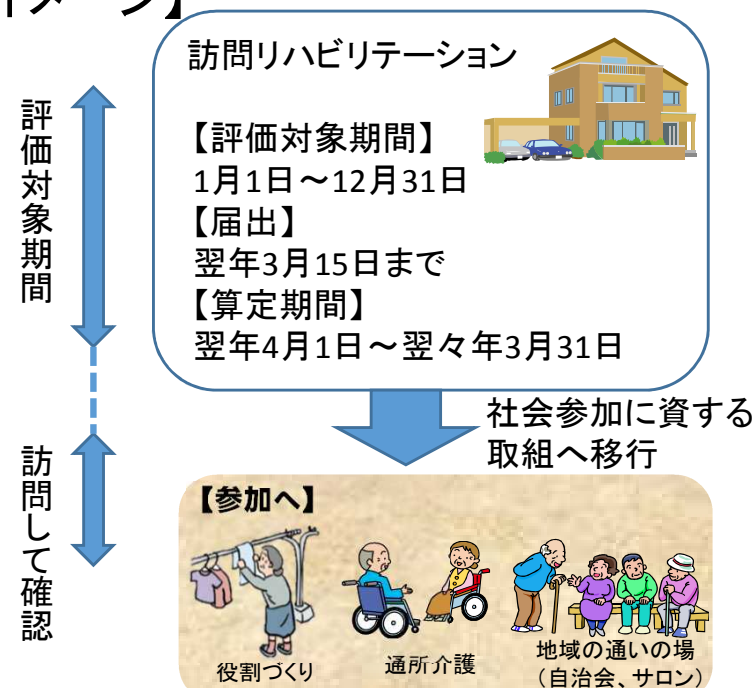 イメージ】
評価対象期間
訪問リハビリテーション
【評価対象期間】
1月1日～12月31日
【届出】
翌年3月15日まで
【算定期間】
翌年4月1日～翌々年3月31日
社会参加に資する
取組へ移行
訪問して確認
【参加へ】
役割づくり
通所介護
地域の通いの場
（自治会、サロン）